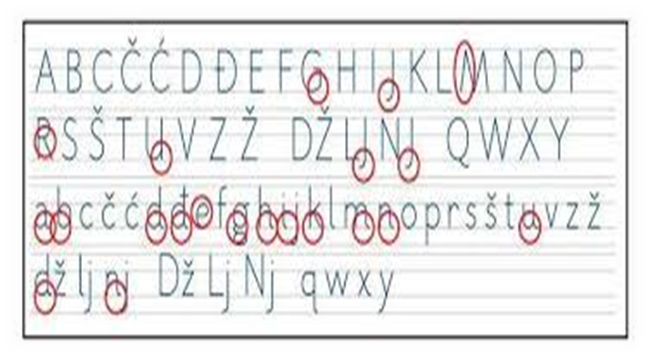 A B C Č Ć D Đ E F G H I J K L M N O P
R S Š T U V Z Ž DŽ LJ NJ Q W X Y
a b c č ć d đ e f g h i j k l m n o p r s š t u v z ž
dž lj nj Dž Lj Nj q w x y